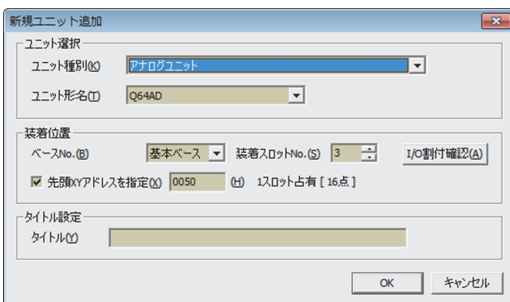 新規ユニット追加
ユニット選択
ユニット種別(K) アナログユニット
ユニット形名(T) Q64AD
装着位置
ベースNo.(B) 基本ベース 装着スロットNo.(S) 3 I/O割付確認(A)
先頭XYアドレスを指定(X) 0050 (H) 1スロット占有 [ 16点 ]
タイトル設定
タイトル(Y)
OK キャンセル